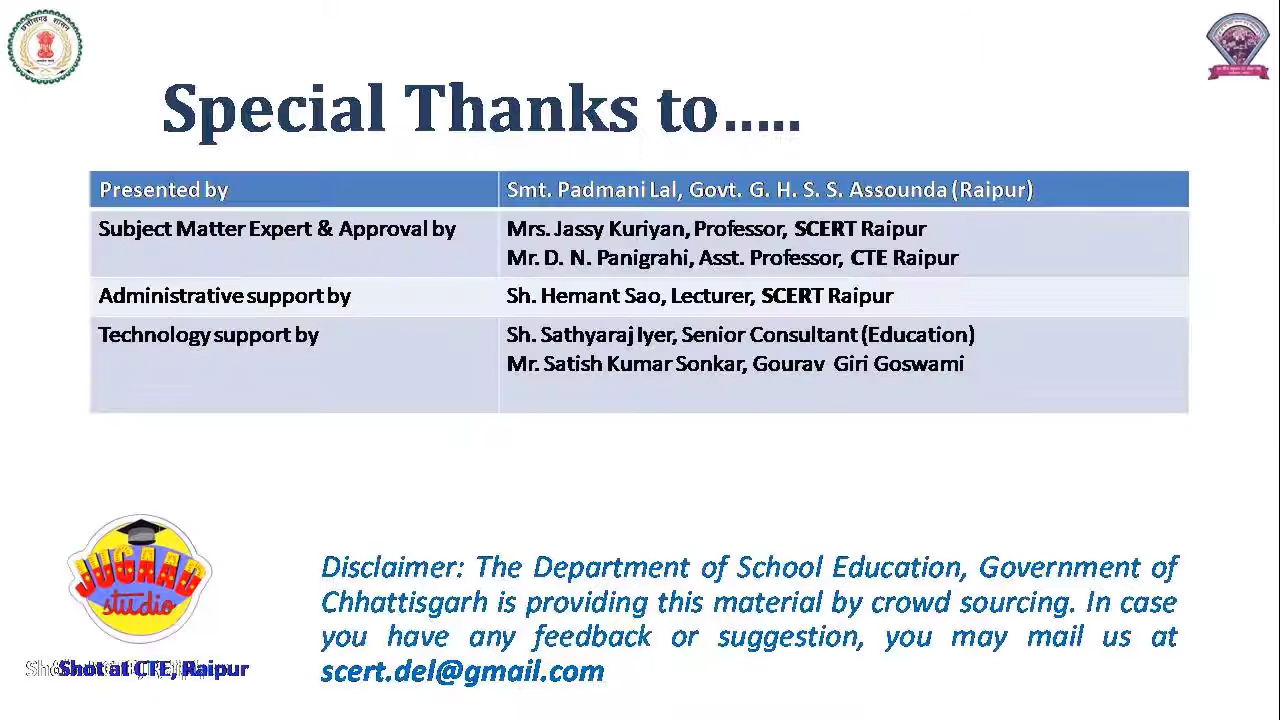 छत्तीसगढ़ शासन
Special Thanks to.....
Presented by
Smt. Padmani Lal, Govt. G. H. S. S. Assounda (Raipur)
Subject Matter Expert & Approval by
Mrs. Jassy Kuriyan, Professor, SCERT Raipur
Mr. D. N. Panigrahi, Asst. Professor, CTE Raipur
Administrative support by
Sh. Hemant Sao, Lecturer, SCERT Raipur
Technology support by
Sh. Sathyaraj Iyer, Senior Consultant (Education)
Mr. Satish Kumar Sonkar, Gourav Giri Goswami
JUGAAD
studio
Shot at CTE, Raipur
Disclaimer: The Department of School Education, Government of
Chhattisgarh is providing this material by crowd sourcing. In case
you have any feedback or suggestion, you may mail us at
scert.del@gmail.com